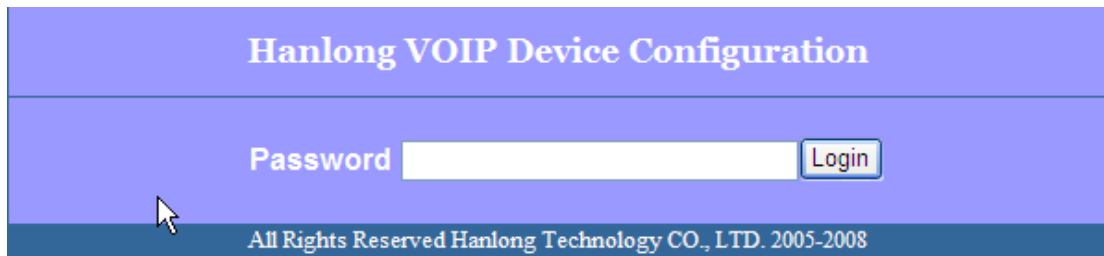 Hanlong VOIP Device Configuration
Password Login
All Rights Reserved Hanlong Technology CO., LTD. 2005-2008